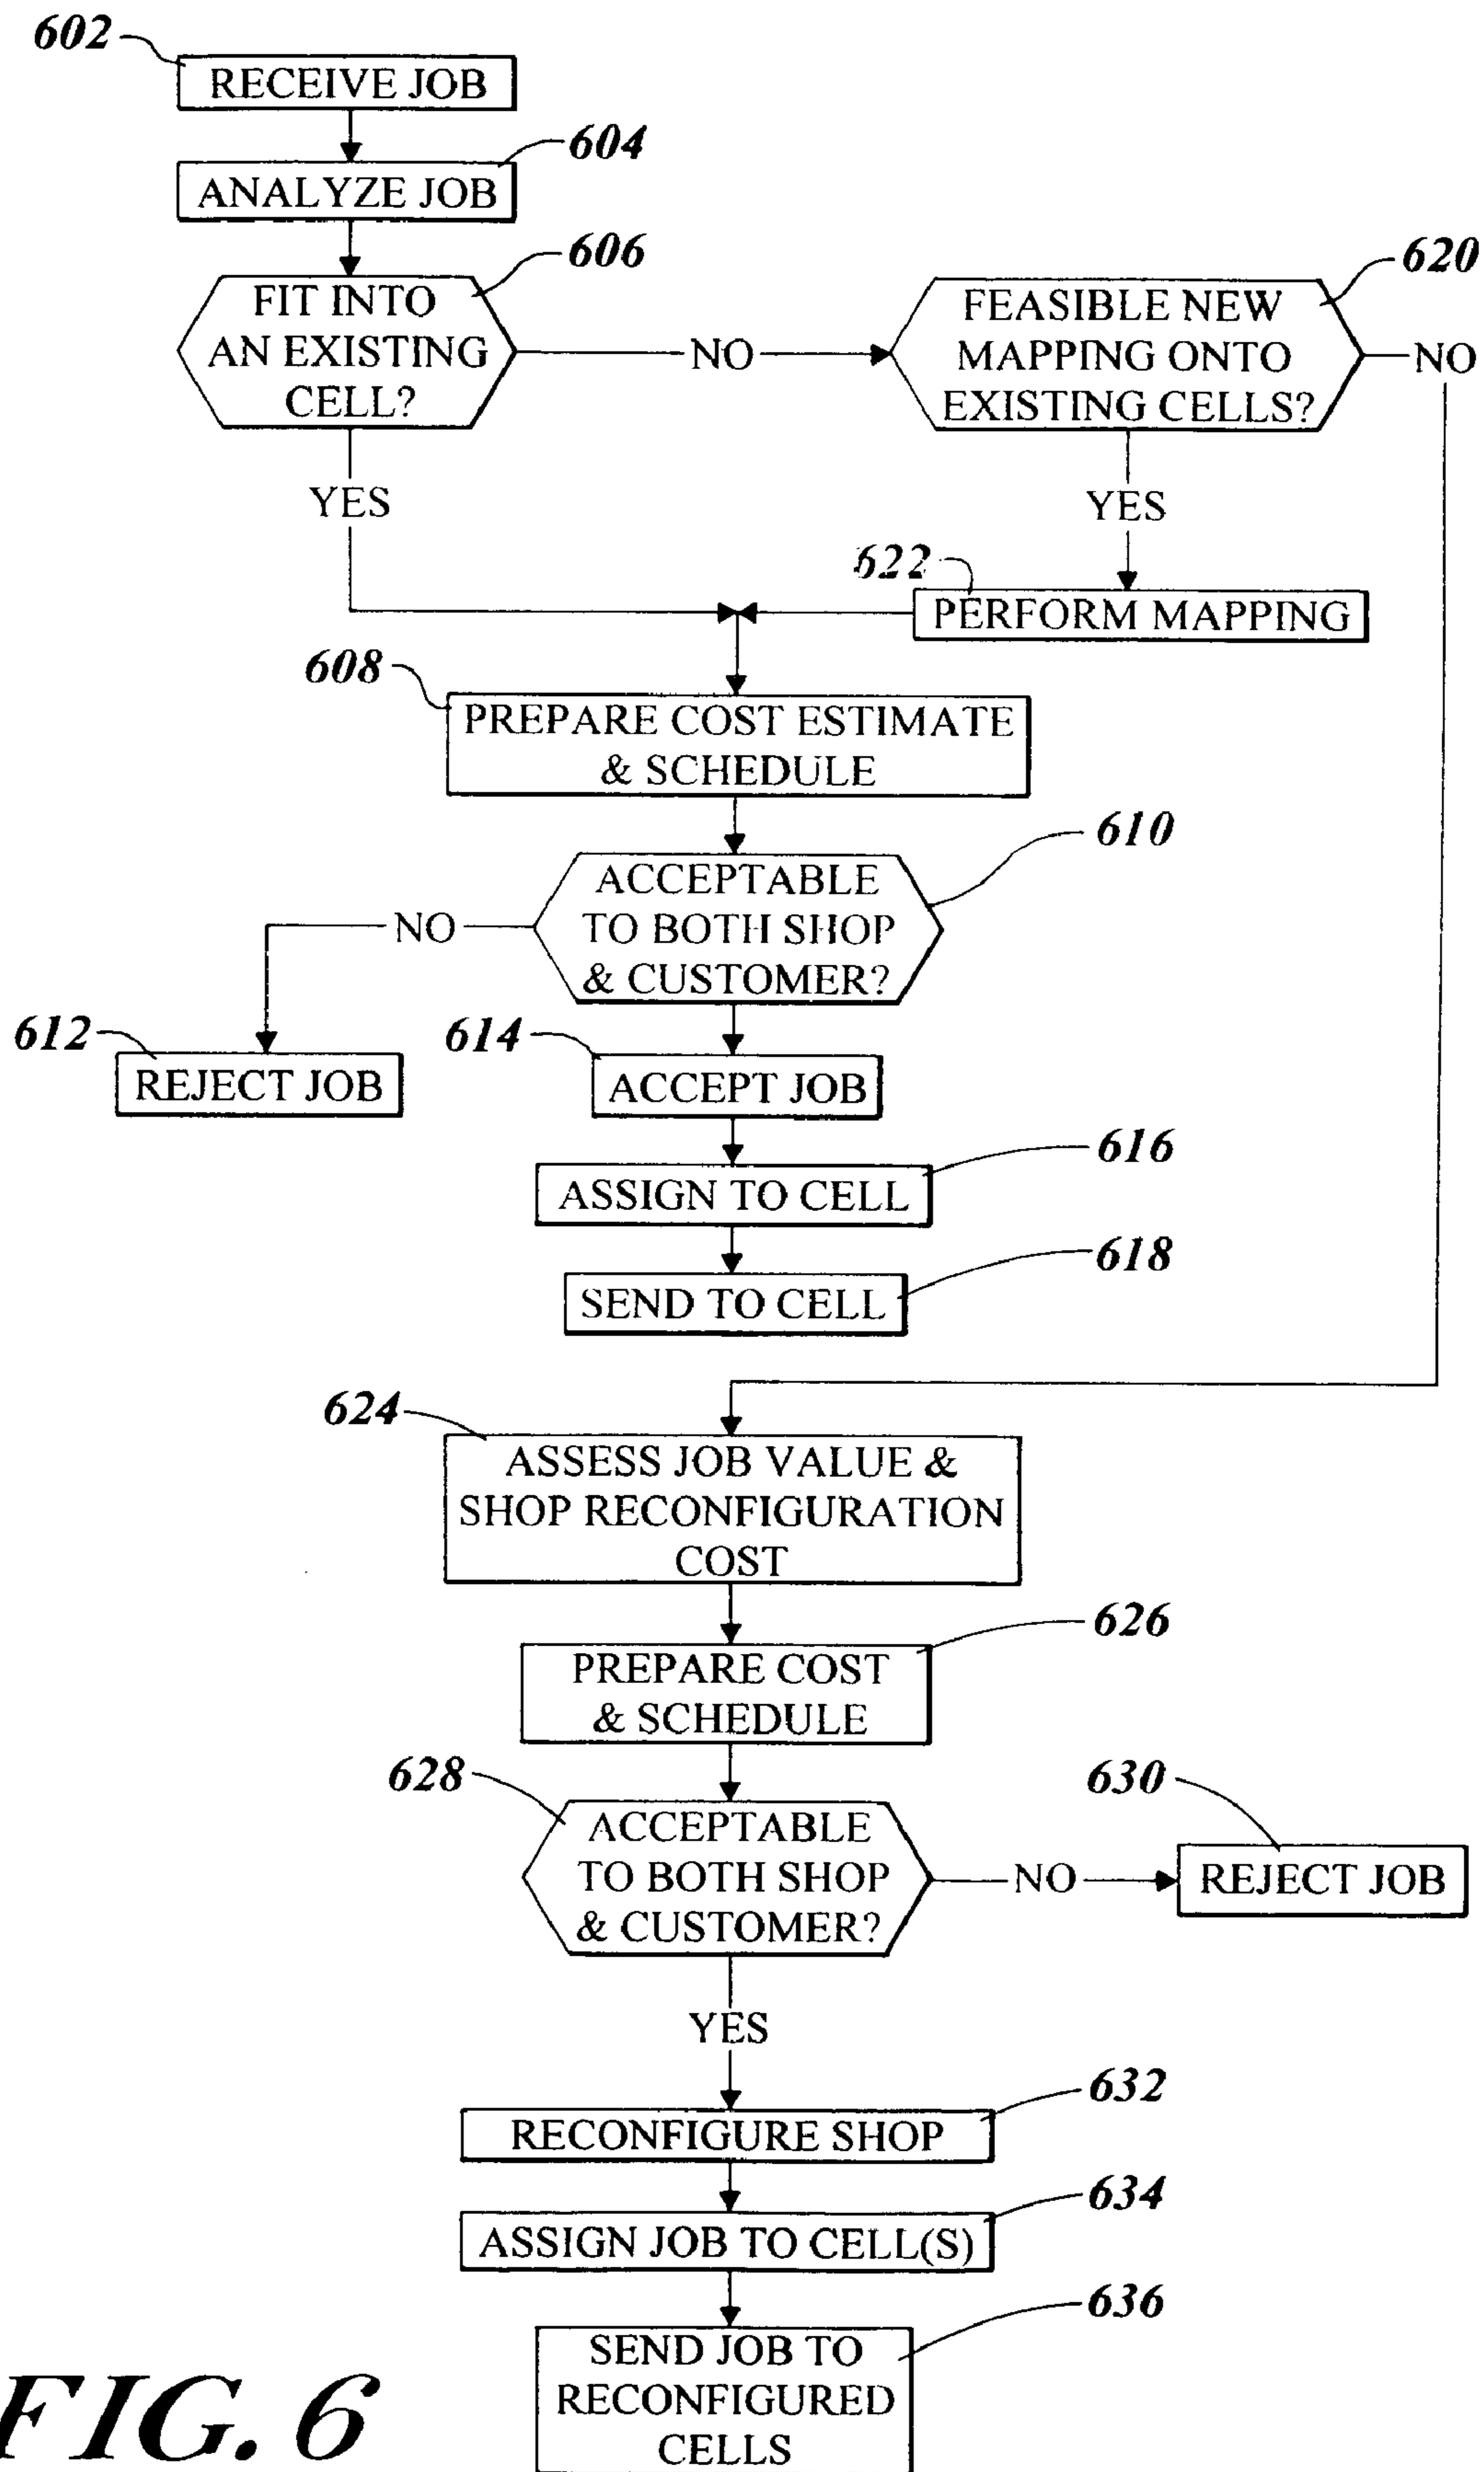 602
RECEIVE JOB
604
ANALYZE JOB
606
FIT INTO
AN EXISTING
CELL?
NO
620
FEASIBLE NEW
MAPPING ONTO
EXISTING CELLS?
NO
YES
YES
622
PERFORM MAPPING
608
PREPARE COST ESTIMATE
& SCHEDULE
610
ACCEPTABLE
TO BOTH SHOP
& CUSTOMER?
NO
612
REJECT JOB
614
ACCEPT JOB
616
ASSIGN TO CELL
618
SEND TO CELL
624
ASSESS JOB VALUE &
SHOP RECONFIGURATION
COST
626
PREPARE COST
& SCHEDULE
628
ACCEPTABLE
TO BOTH SHOP
& CUSTOMER?
NO
630
REJECT JOB
YES
632
RECONFIGURE SHOP
634
ASSIGN JOB TO CELL(S)
636
SEND JOB TO
RECONFIGURED
CELLS
FIG. 6